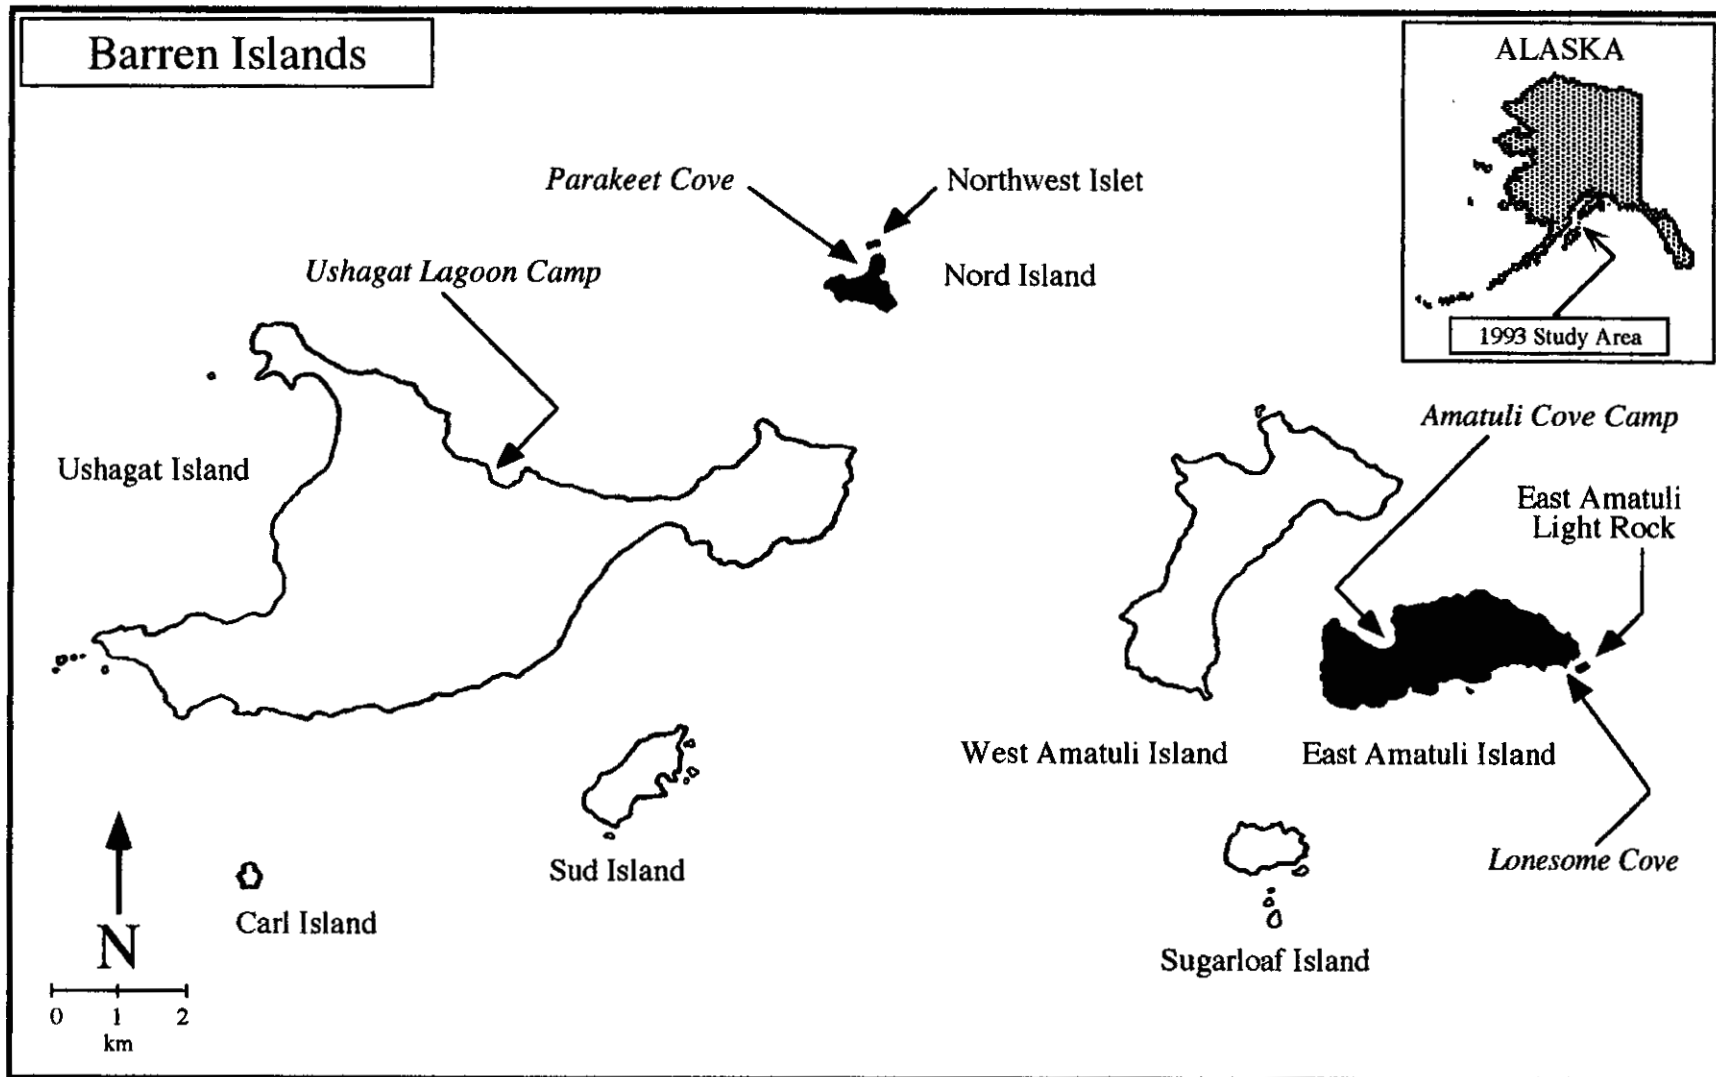 Barren Islands
ALASKA
1993 Study Area
Parakeet Cove
Northwest Islet
Nord Island
Ushagat Lagoon Camp
Ushagat Island
Amatuli Cove Camp
East Amatuli
Light Rock
West Amatuli Island
East Amatuli Island
Lonesome Cove
Sud Island
Carl Island
Sugarloaf Island
N
0 1 2
km